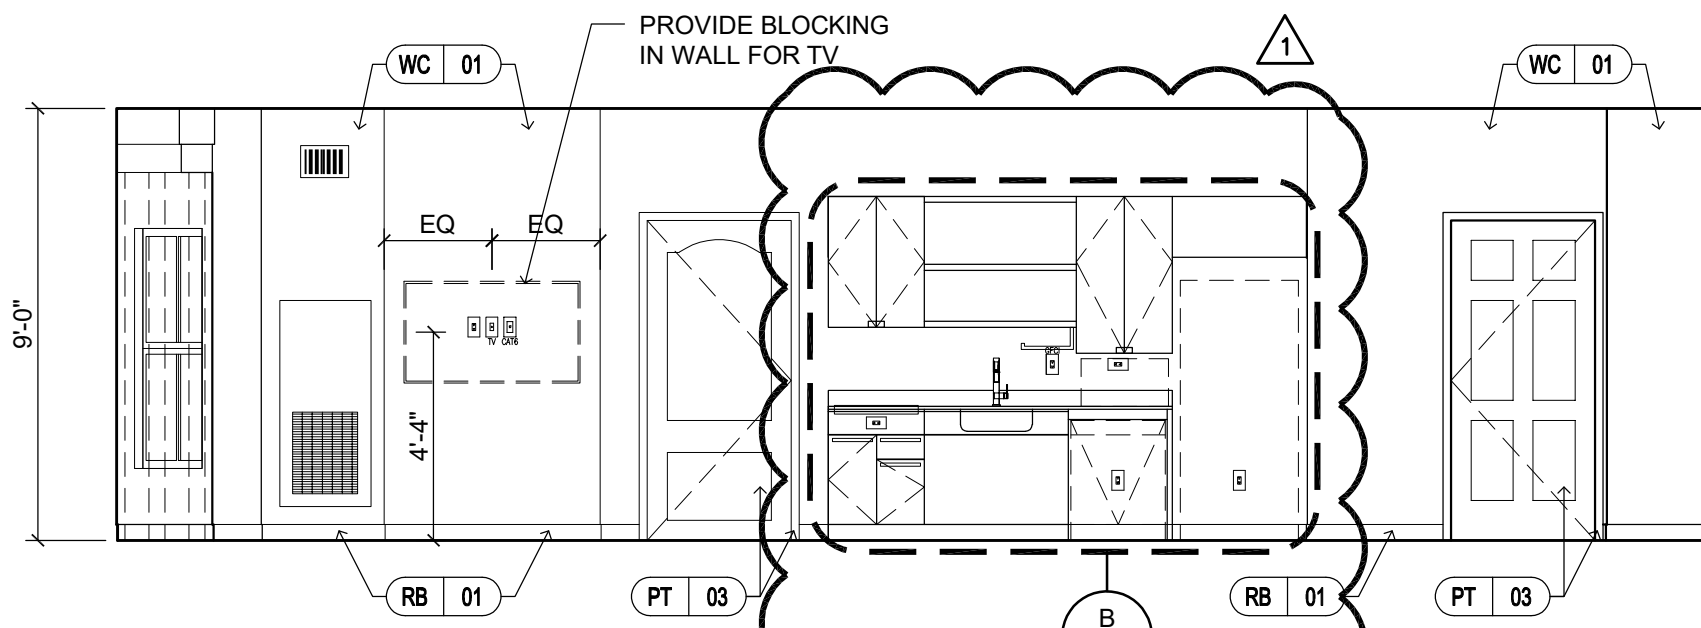 PROVIDE BLOCKING
IN WALL FOR TV
1
WC 01
WC 01
EQ EQ
9'-0"
TV CAT6
GFCI
4'-4"
RB 01
PT 03
RB 01
PT 03
B